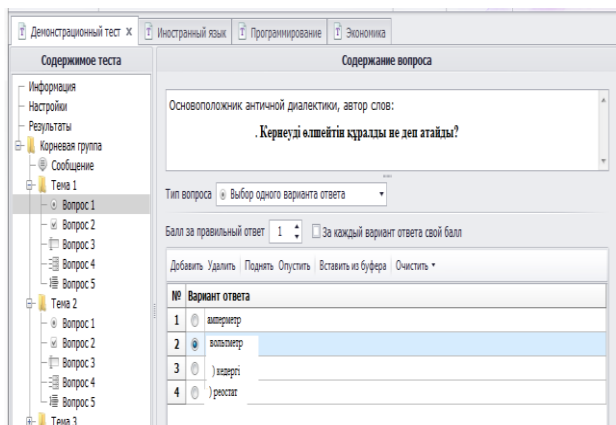 Демонстрационный тест x Иностранный язык Программирование Экономика
Содержимое теста
Информация
Настройки
Результаты
Корневая группа
Сообщение
Тема 1
Вопрос 1
Вопрос 2
Вопрос 3
Вопрос 4
Вопрос 5
Тема 2
Вопрос 1
Вопрос 2
Вопрос 3
Вопрос 4
Вопрос 5
Тема 3
Содержание вопроса
Основоположник античной диалектики, автор слов:
. Кернеуді өлшейтін құралды не деп атайды?
Тип вопроса Выбор одного варианта ответа
Балл за правильный ответ 1 За каждый вариант ответа свой балл
Добавить Удалить Поднять Опустить Вставить из буфера Очистить
№ Вариант ответа
1 амперметр
2 вольтметр
3 ) кедергі
4 ) реостат